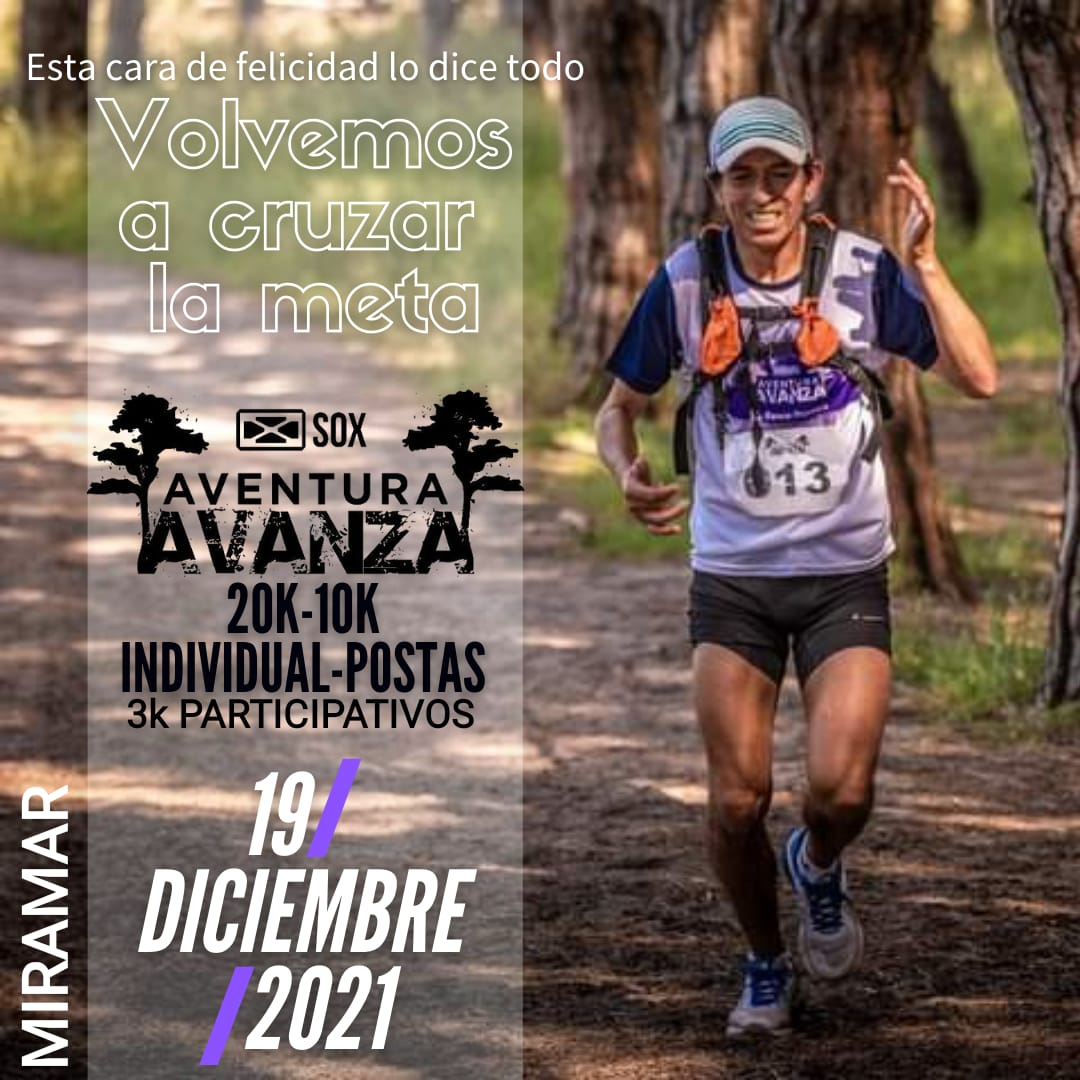 Esta cara de felicidad lo dice todo
Volvemos
a cruzar
la meta
SOX
AVENTURA
AVANZA
20K-10K
INDIVIDUAL-POSTAS
3k PARTICIPATIVOS
19/
DICIEMBRE
/2021
MIRAMAR
AVENTURA
AVANZA
613